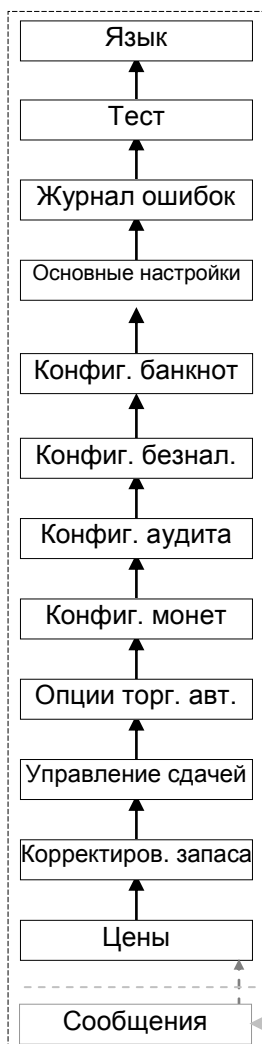 Язык
Тест
Журнал ошибок
Основные настройки
Конфиг. банкнот
Конфиг. безнал.
Конфиг. аудита
Конфиг. монет
Опции торг. авт.
Управление сдачей
Корректиров. запаса
Цены
Сообщения